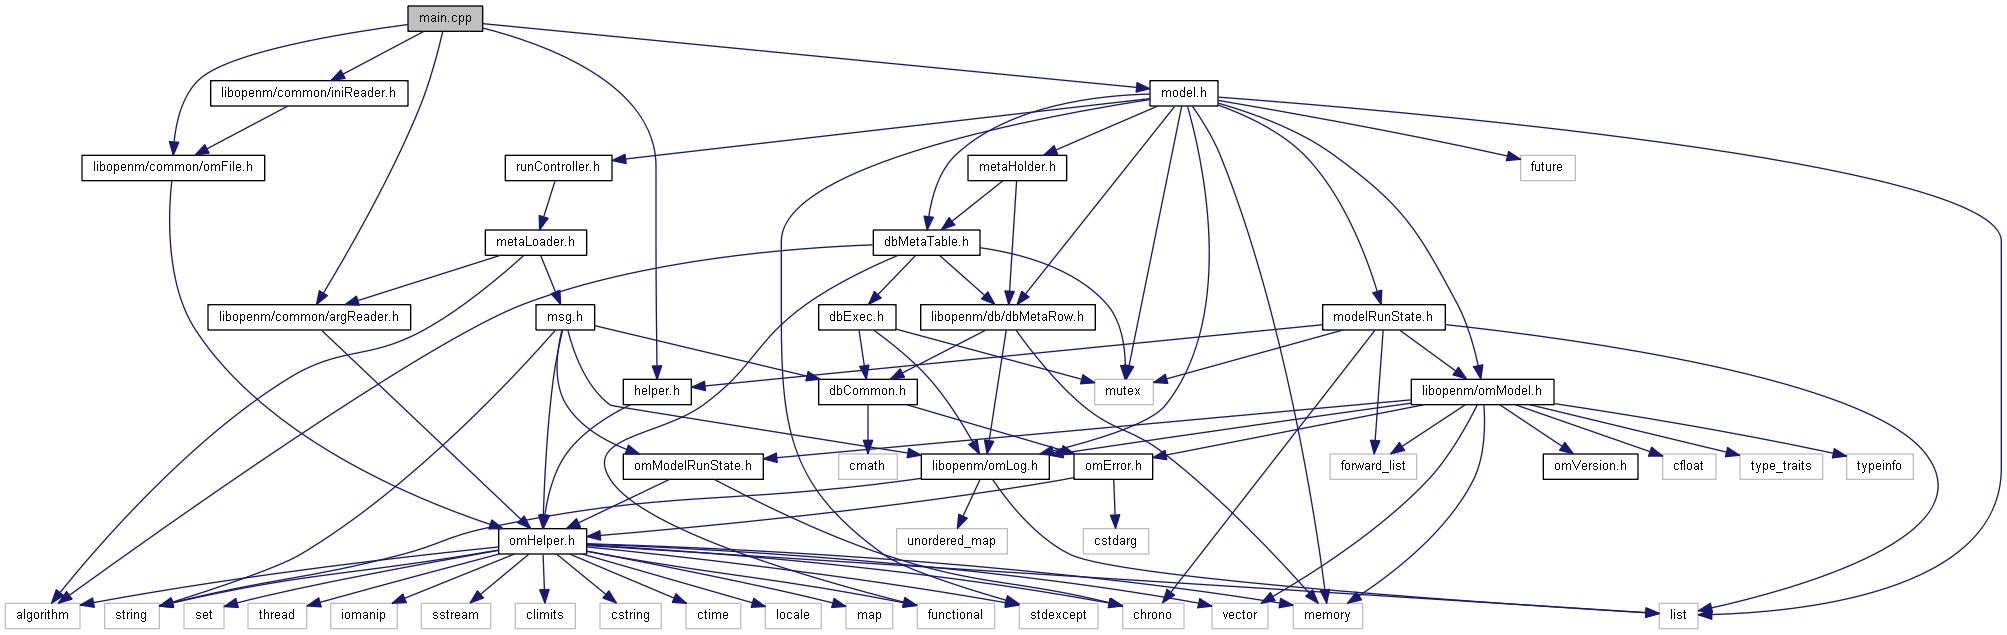 main.cpp
libopenm/common/iniReader.h
model.h
libopenm/common/omFile.h
runController.h
metaHolder.h
future
metaLoader.h
dbMetaTable.h
libopenm/common/argReader.h
msg.h
dbExec.h
libopenm/db/dbMetaRow.h
modelRunState.h
helper.h
dbCommon.h
mutex
libopenm/omModel.h
omModelRunState.h
cmath
libopenm/omLog.h
omError.h
forward_list
omVersion.h
cfloat
type_traits
typeinfo
omHelper.h
unordered_map
cstdarg
algorithm
string
set
thread
iomanip
sstream
climits
cstring
ctime
locale
map
functional
stdexcept
chrono
vector
memory
list